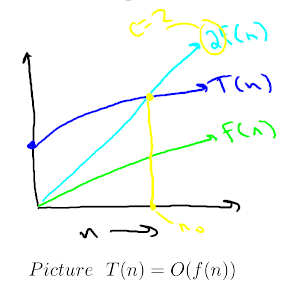 c=2
2f(n)
T(n)
f(n)
n₀
n
Picture T(n) = O(f(n))